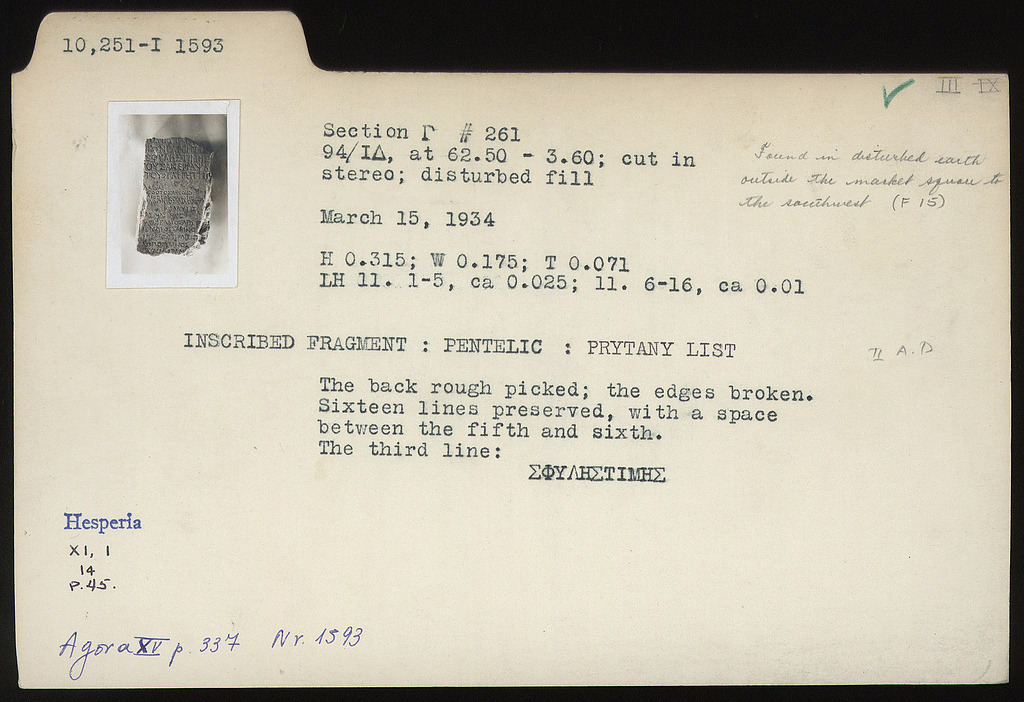 10,251-I 1593
III IX
Section Γ # 261
94/ΙΔ, at 62.50 - 3.60; cut in
stereo; disturbed fill
Found in disturbed earth
outside the market square to
the southwest (F 15)
March 15, 1934
H 0.315; W 0.175; T 0.071
LH ll. 1-5, ca 0.025; ll. 6-16, ca 0.01
INSCRIBED FRAGMENT : PENTELIC : PRYTANY LIST
II A.D
The back rough picked; the edges broken.
Sixteen lines preserved, with a space
between the fifth and sixth.
The third line:
ΣΦΥΛΗΣΤΙΜΗΣ
Hesperia
XI, 1
14
P.45.
Agora XV p. 337 Nr. 1593